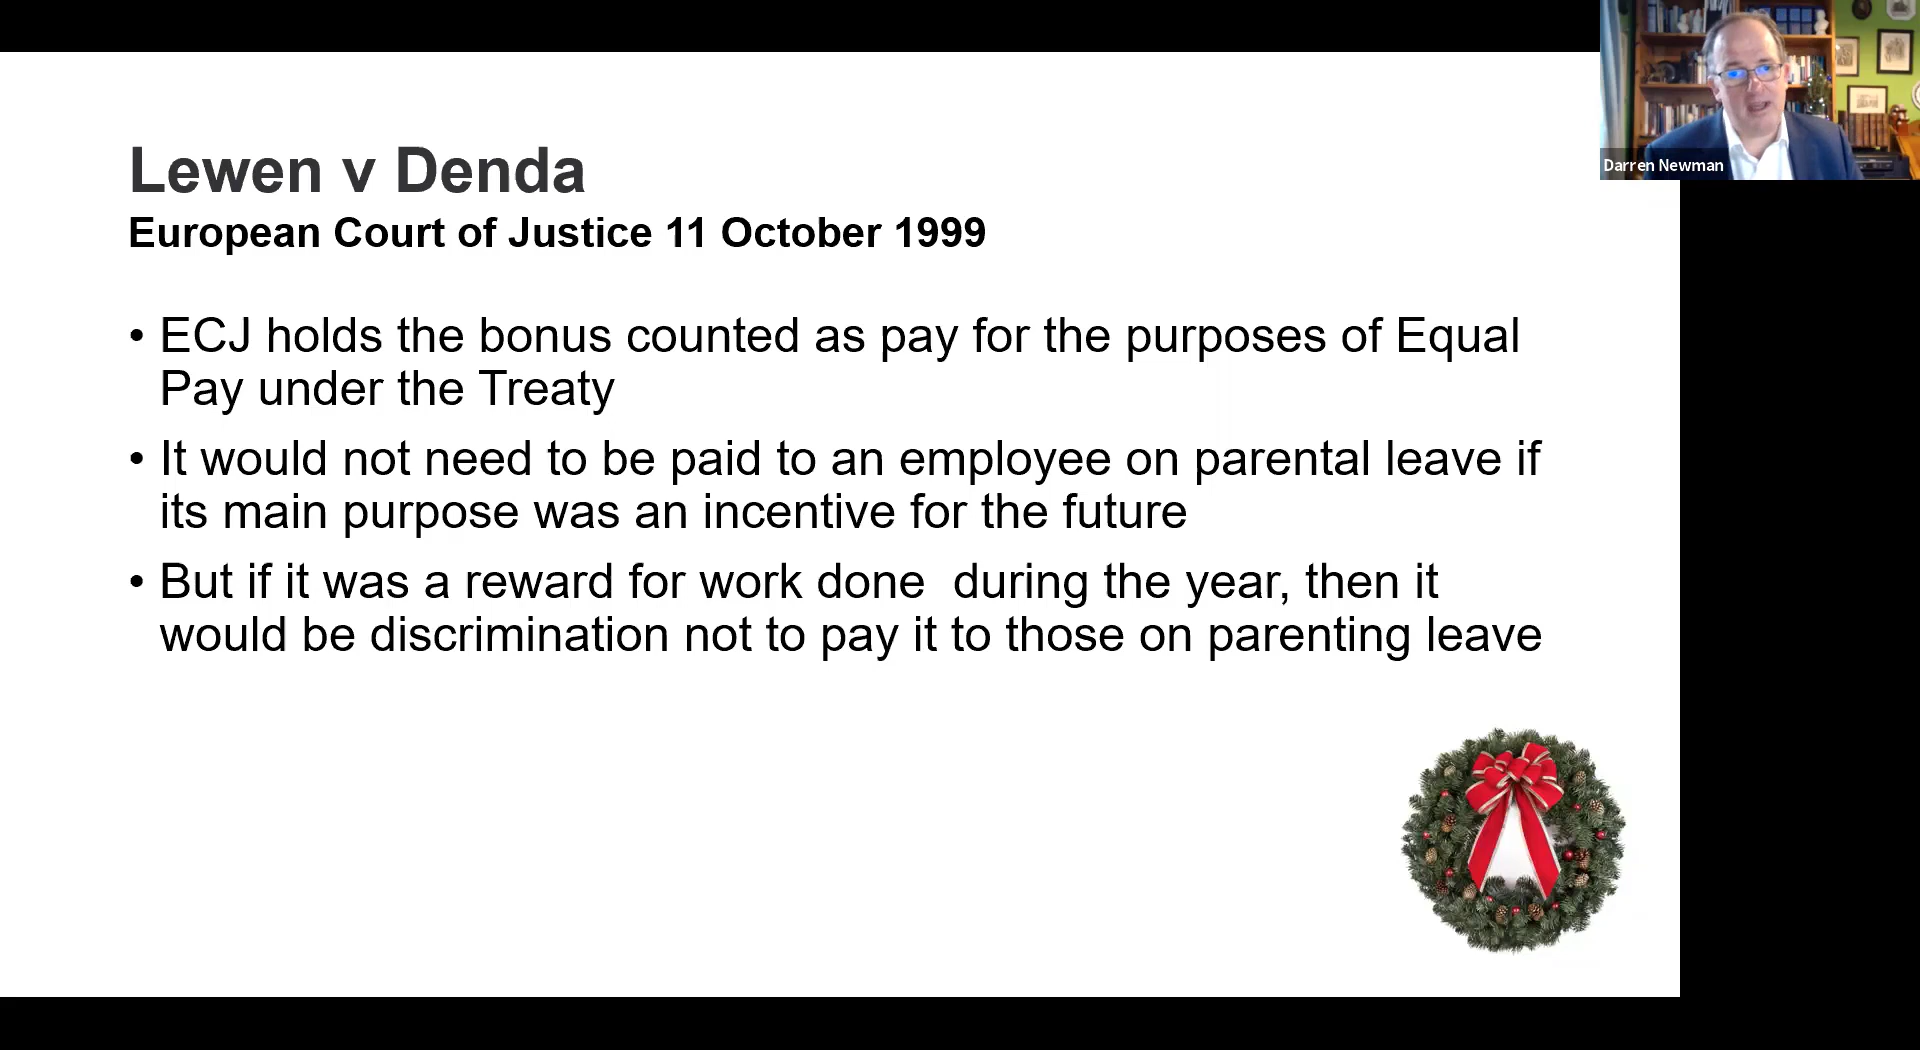 Darren Newman
Lewen v Denda
European Court of Justice 11 October 1999
• ECJ holds the bonus counted as pay for the purposes of Equal
Pay under the Treaty
• It would not need to be paid to an employee on parental leave if
its main purpose was an incentive for the future
• But if it was a reward for work done  during the year, then it
would be discrimination not to pay it to those on parenting leave